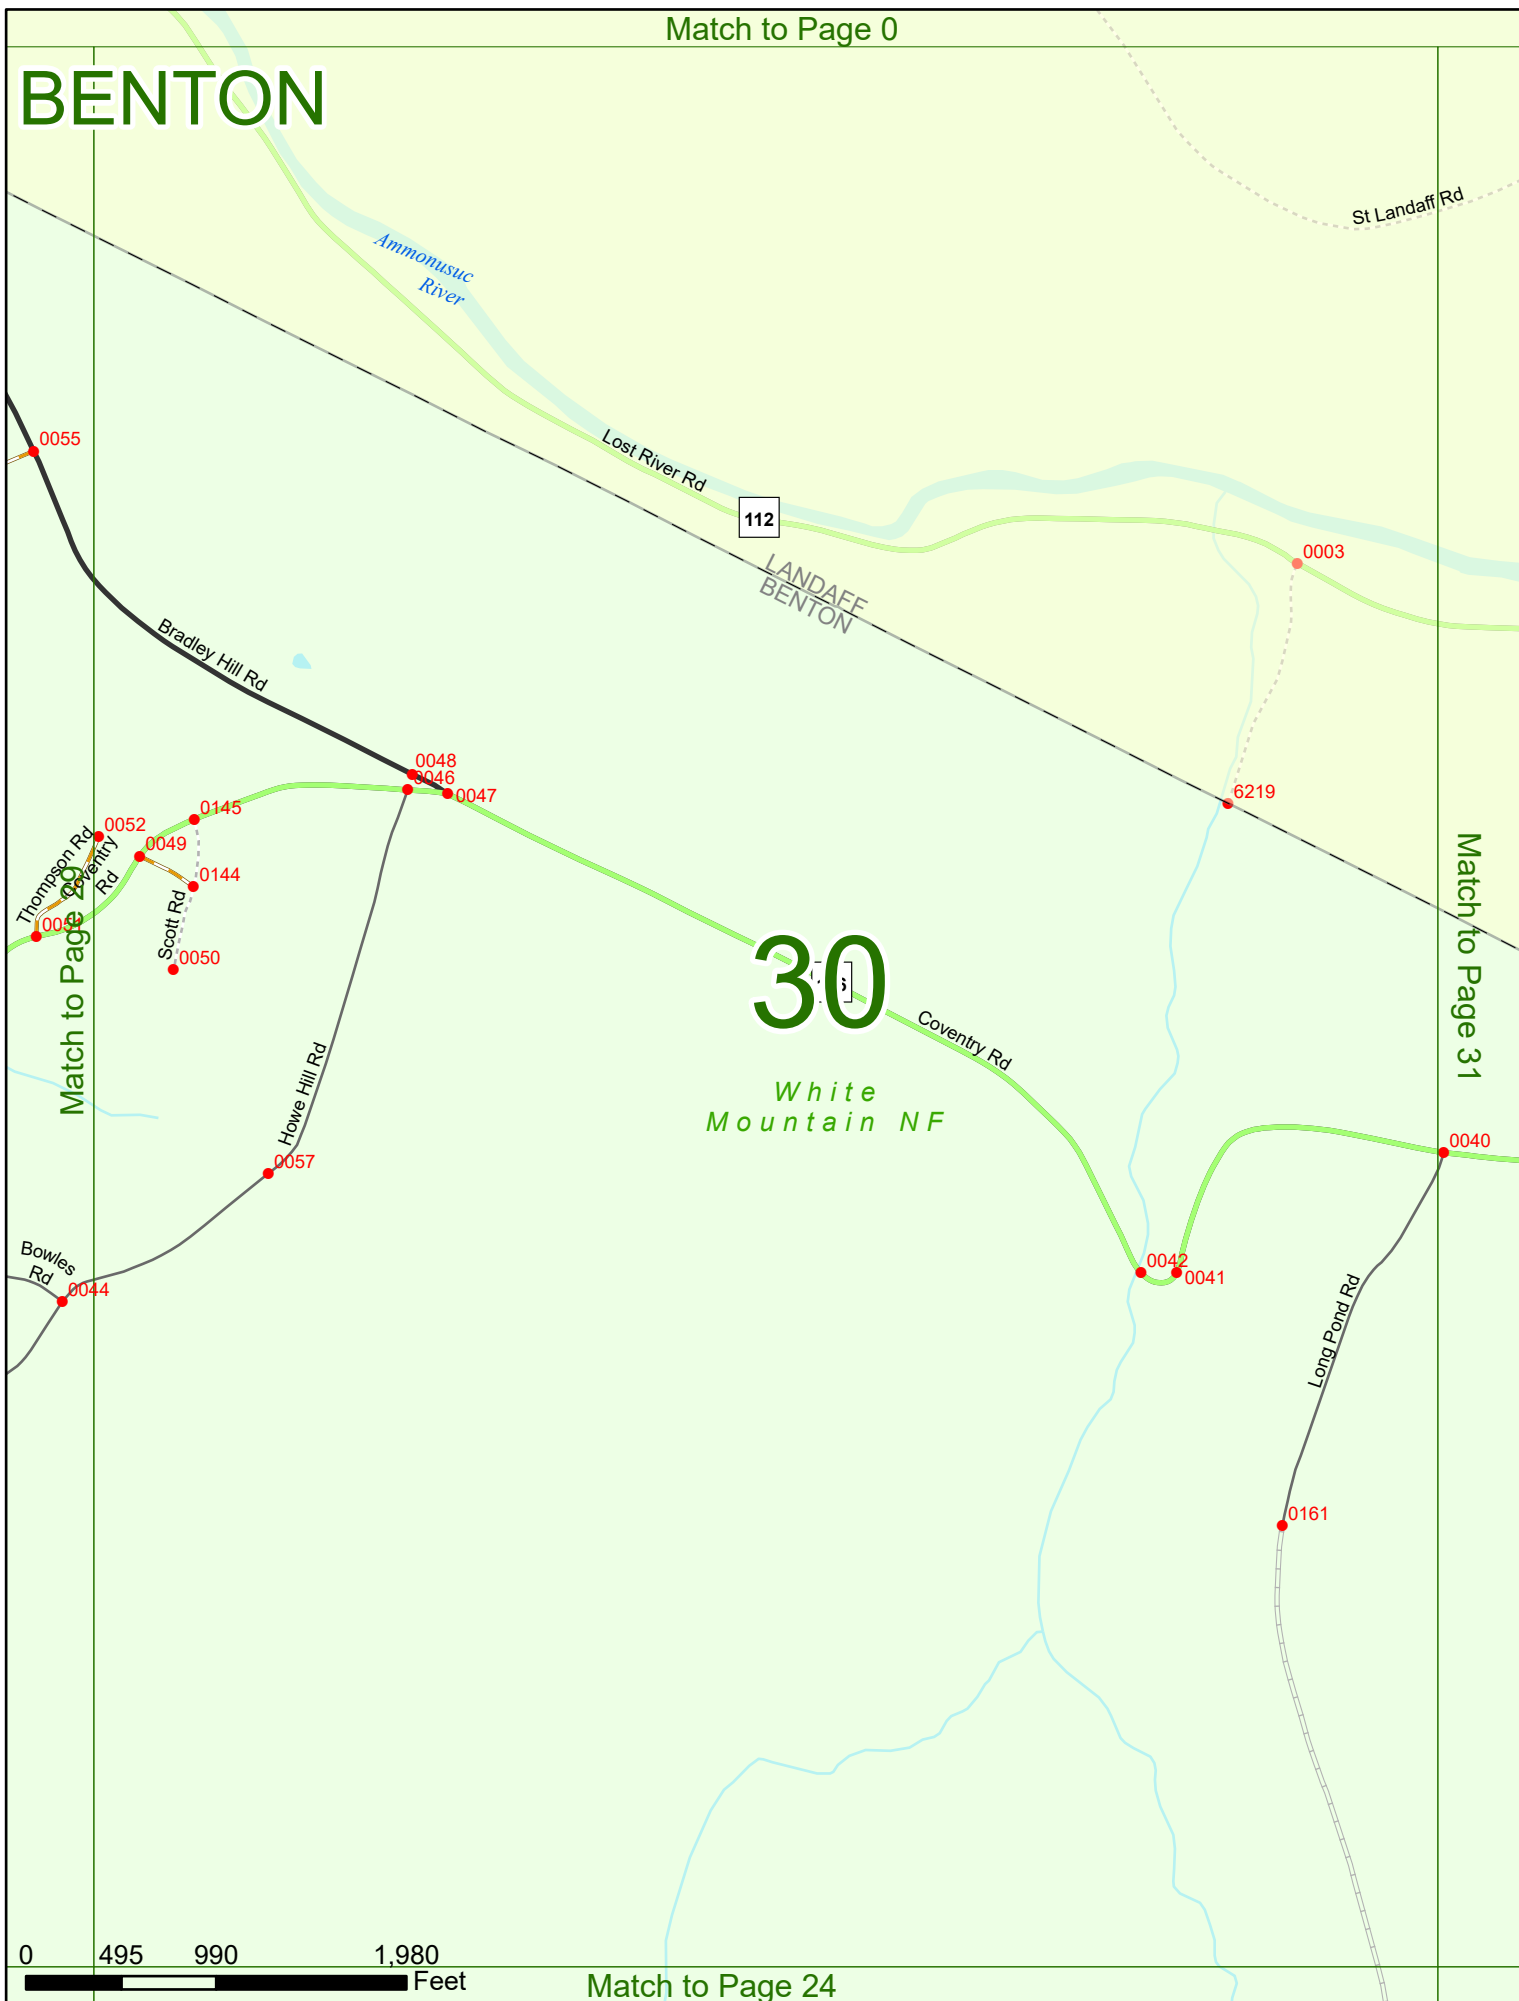 Match to Page 0
BENTON
St Landaff Rd
Ammonusuc
River
0055
Lost River Rd
112
0003
LANDAFF
BENTON
Bradley Hill Rd
0048
0046
0047
6219
0145
0052
0049
Thompson Rd
Coventry
Rd
0144
Match to Page 29
Match to Page 31
0051
Scott Rd
0050
30
Coventry Rd
Howe Hill Rd
White
Mountain NF
0040
0057
Bowles
Rd
0044
0042
0041
Long Pond Rd
0161
0 495 990 1,980
Feet
Match to Page 24